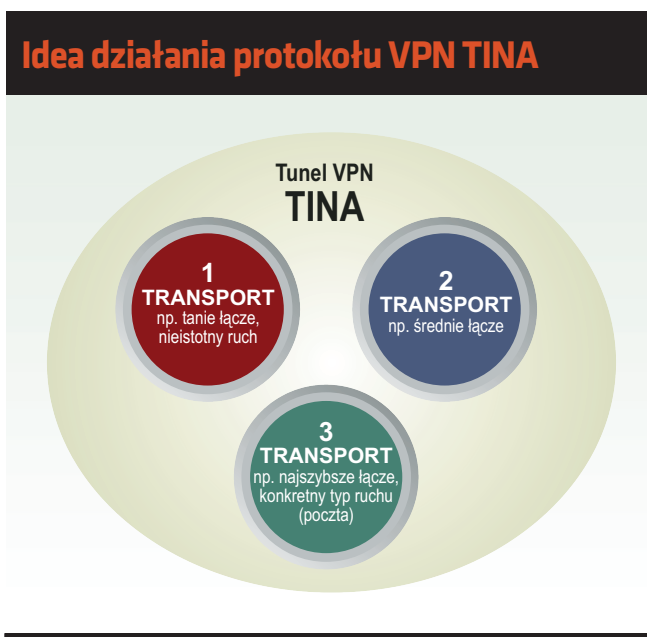 Idea działania protokołu VPN TINA
Tunel VPN
TINA
1
TRANSPORT
np. tanie łącze,
nieistotny ruch
2
TRANSPORT
np. średnie łącze
3
TRANSPORT
np. najszybsze łącze,
konkretny typ ruchu
(poczta)